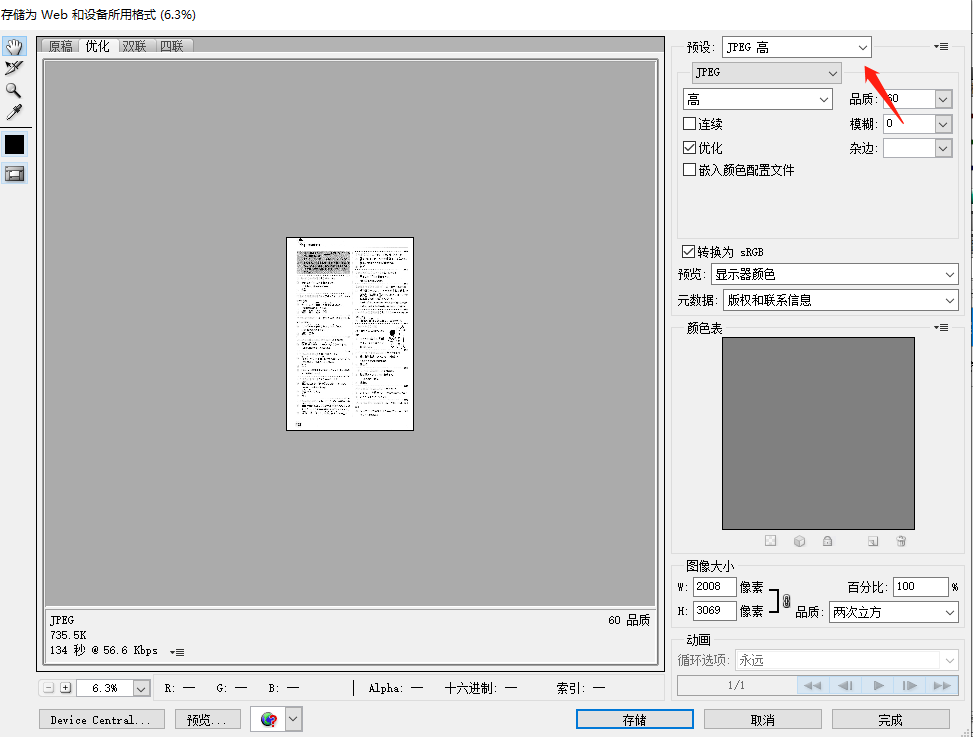 存储为 Web 和设备所用格式 (6.3%)
原稿 优化 双联 四联
预设: JPEG 高
JPEG
高 品质: 60
连续 模糊: 0
优化 杂边:
嵌入颜色配置文件
转换为 sRGB
预览: 显示器颜色
元数据: 版权和联系信息
颜色表
图像大小
W: 2008 像素 百分比: 100 %
H: 3069 像素 品质: 两次立方
动画
循环选项: 永远
1/1
JPEG 60 品质
735.5K
134 秒 @ 56.6 Kbps
6.3% R: — G: — B: — Alpha: — 十六进制: — 索引: —
Device Central... 预览... 存储 取消 完成